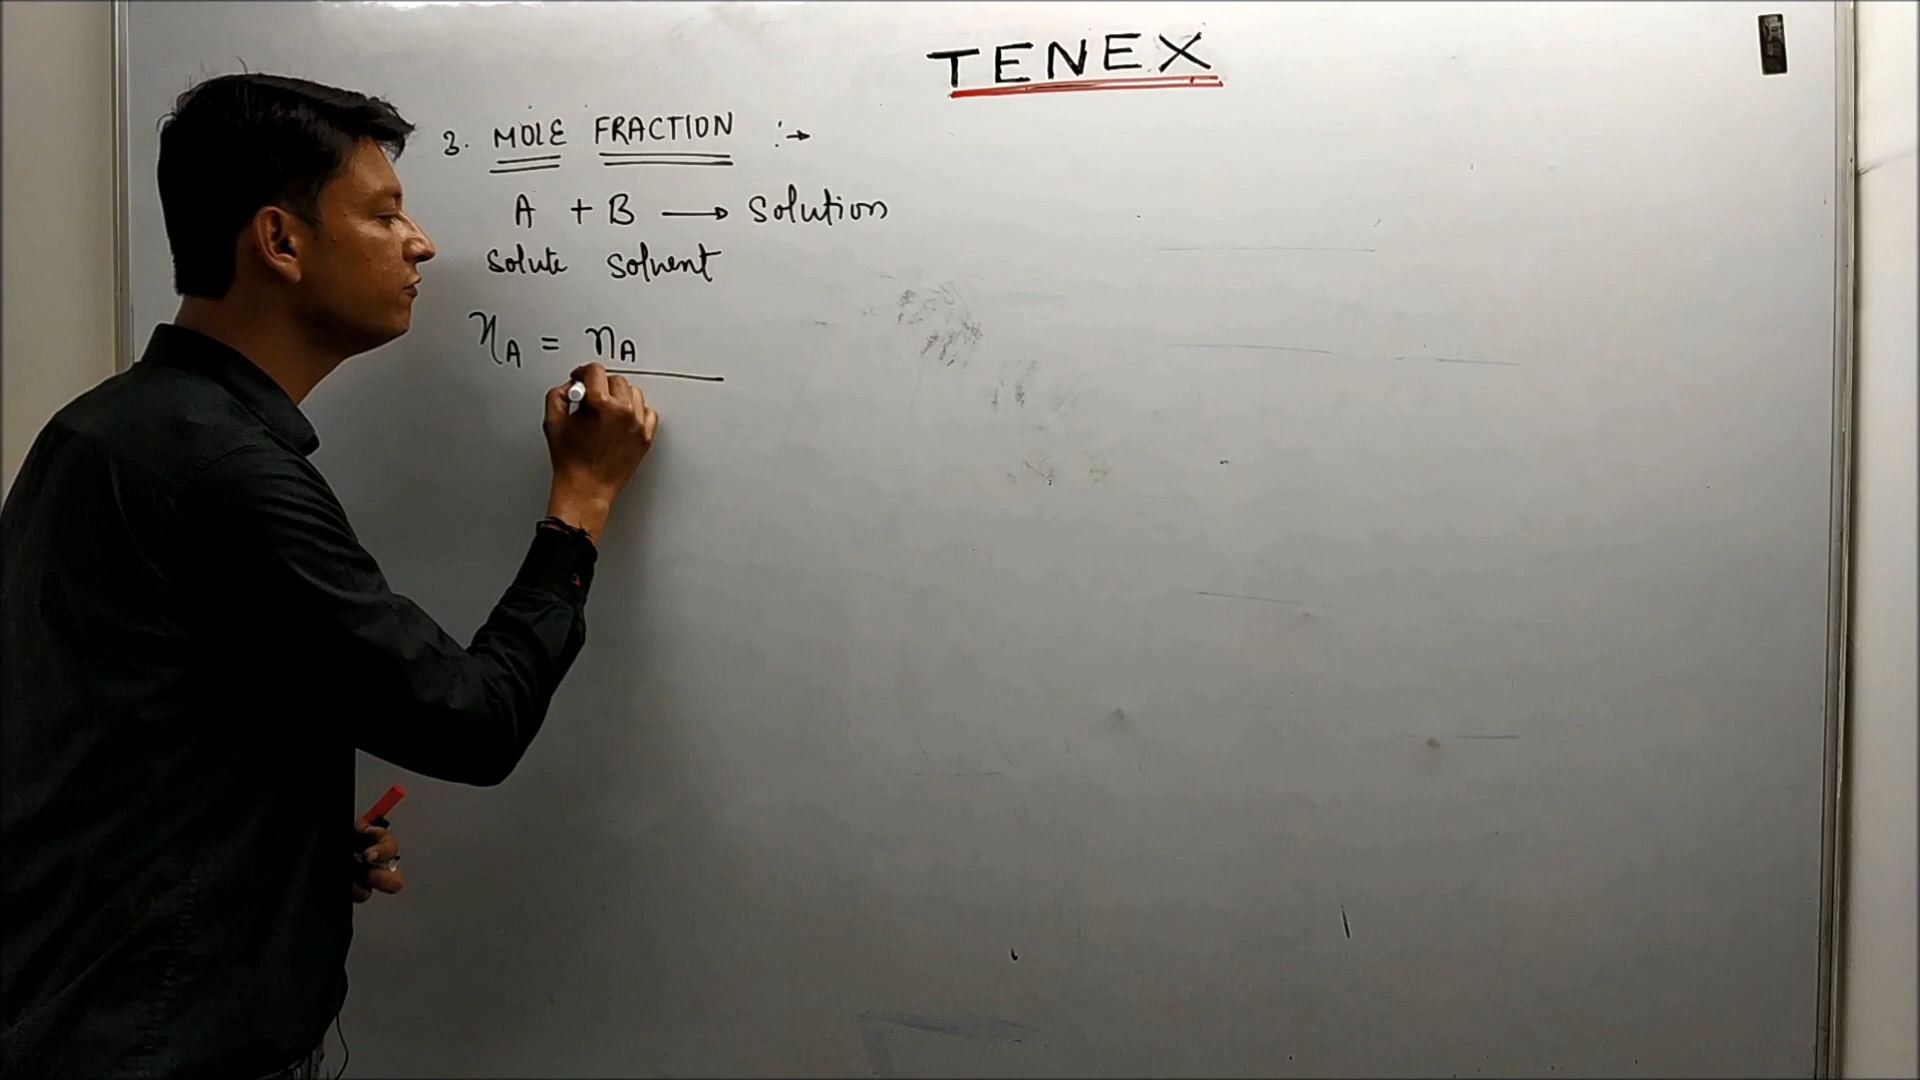 TENEX
3. MOLE FRACTION :→
A + B → Solution
Solute Solvent
χA = nA